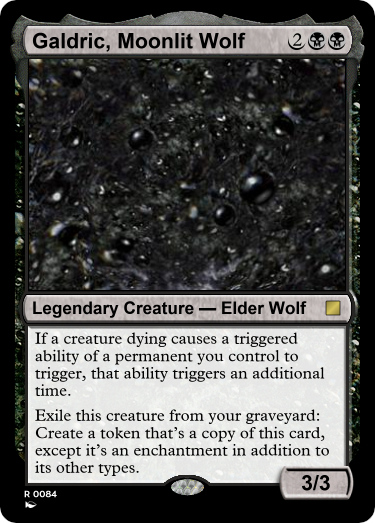 Galdric, Moonlit Wolf 2
Legendary Creature — Elder Wolf
If a creature dying causes a triggered
ability of a permanent you control to
trigger, that ability triggers an additional
time.
Exile this creature from your graveyard:
Create a token that's a copy of this card,
except it's an enchantment in addition to
its other types.
3/3
R 0084